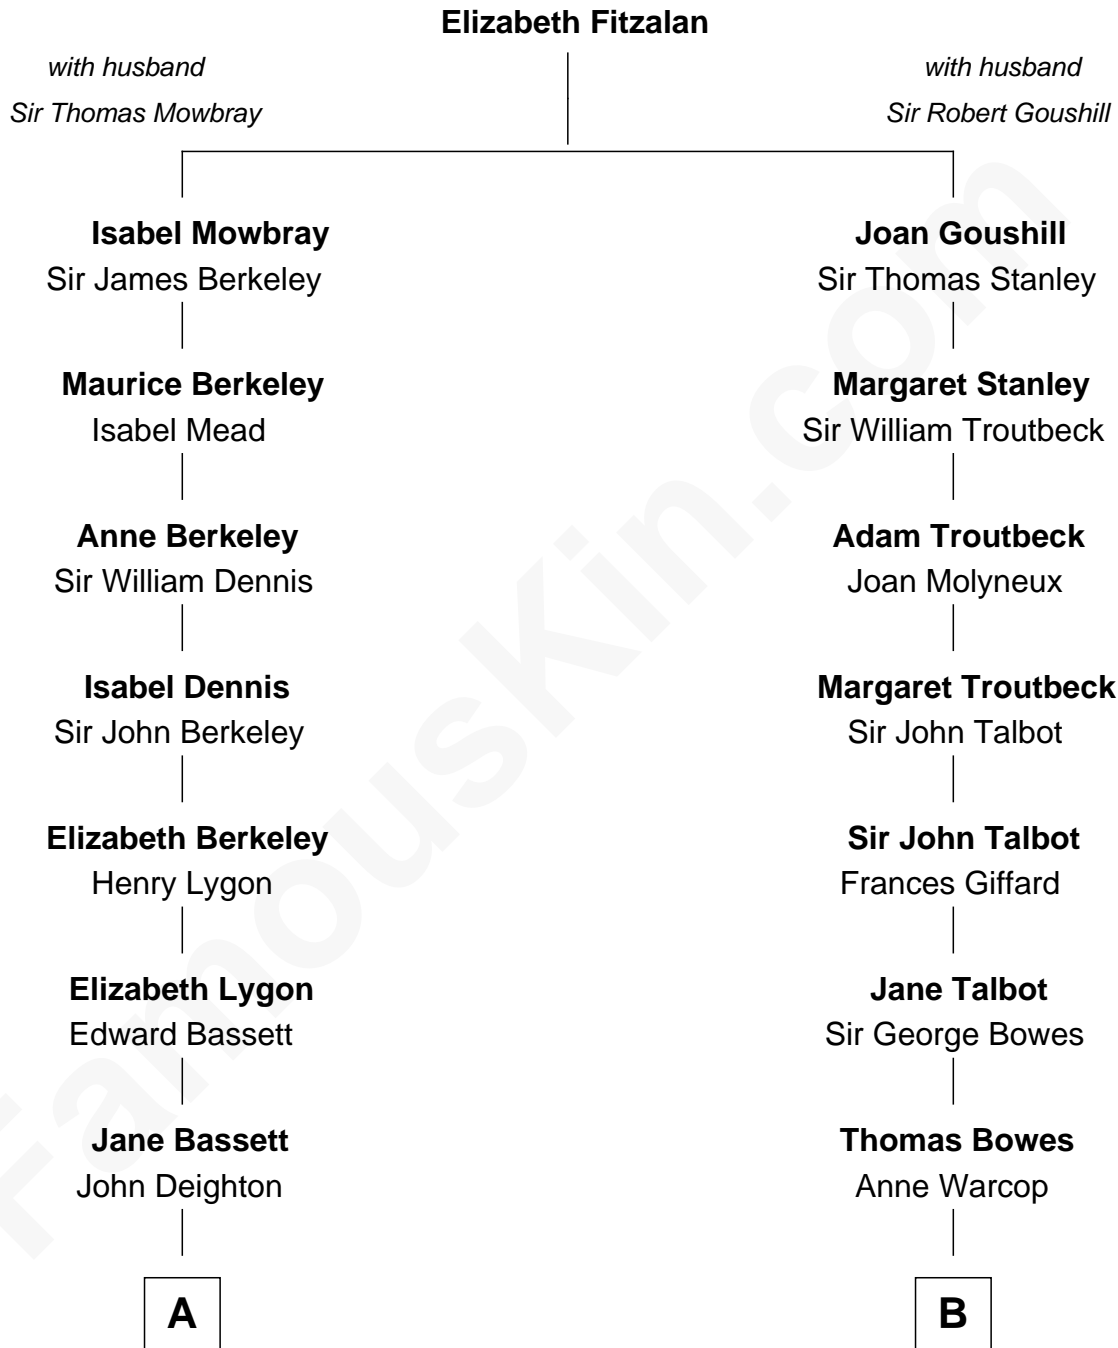 Elizabeth Fitzalan
with husband
Sir Thomas Mowbray
with husband
Sir Robert Goushill
Isabel Mowbray
Sir James Berkeley
Joan Goushill
Sir Thomas Stanley
Maurice Berkeley
Isabel Mead
Margaret Stanley
Sir William Troutbeck
Anne Berkeley
Sir William Dennis
Adam Troutbeck
Joan Molyneux
Isabel Dennis
Sir John Berkeley
Margaret Troutbeck
Sir John Talbot
Elizabeth Berkeley
Henry Lygon
Sir John Talbot
Frances Giffard
Elizabeth Lygon
Edward Bassett
Jane Talbot
Sir George Bowes
Jane Bassett
John Deighton
Thomas Bowes
Anne Warcop
A
B
FamousKin.com